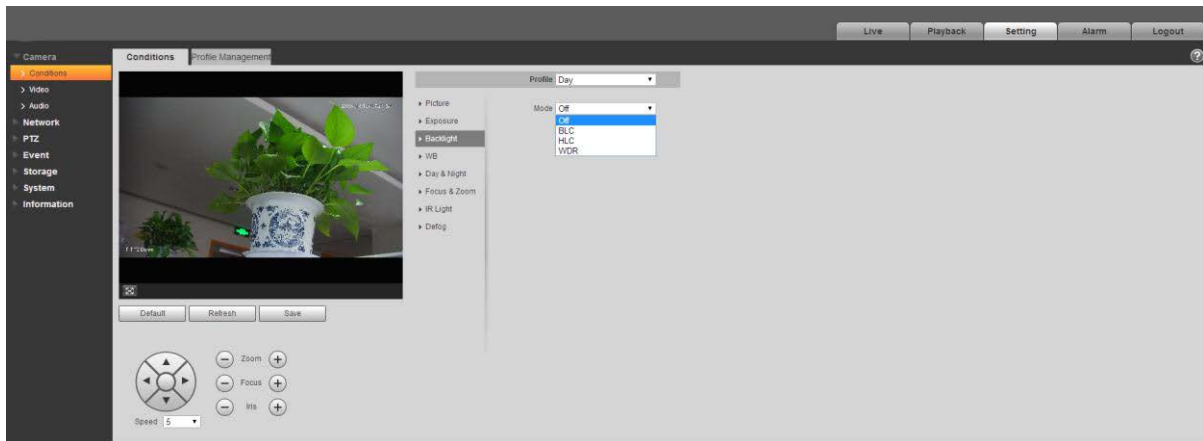 Live Playback Setting Alarm Logout
Camera
Conditions
Video
Audio
Network
PTZ
Event
Storage
System
Information
Conditions Profile Management
Default Refresh Save
Zoom
Focus
Iris
Speed 5
Profile Day
Picture
Exposure
Backlight
WB
Day & Night
Focus & Zoom
IR Light
Defog
Mode Off
Off
BLC
HLC
WDR